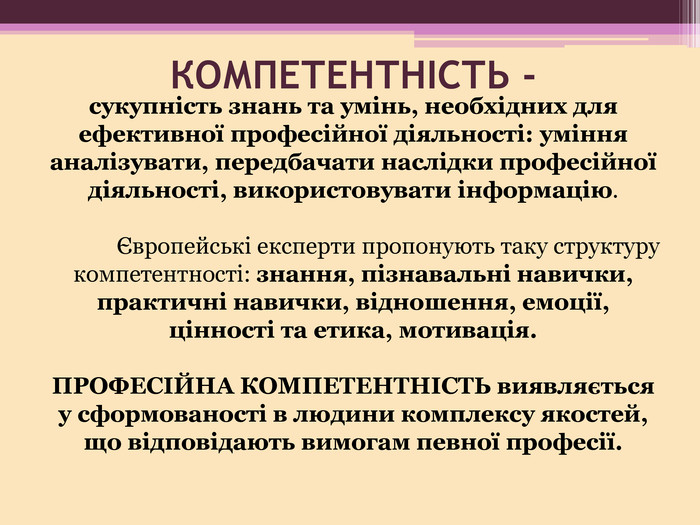 КОМПЕТЕНТНІСТЬ -
сукупність знань та умінь, необхідних для
ефективної професійної діяльності: уміння
аналізувати, передбачати наслідки професійної
діяльності, використовувати інформацію.
Європейські експерти пропонують таку структуру
компетентності: знання, пізнавальні навички,
практичні навички, відношення, емоції,
цінності та етика, мотивація.
ПРОФЕСІЙНА КОМПЕТЕНТНІСТЬ виявляється
у сформованості в людини комплексу якостей,
що відповідають вимогам певної професії.